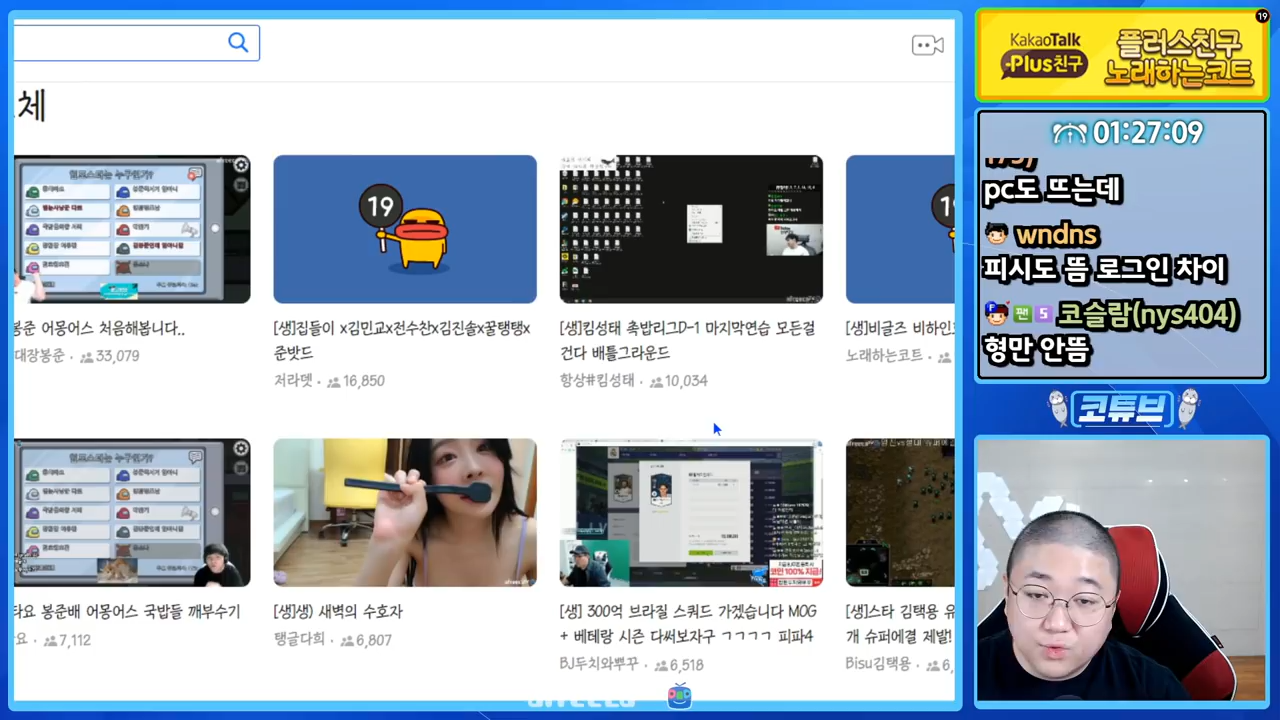 체
봉준 어몽어스 처음해봅니다..
대장봉준 · 33,079
19
[생]집들이 x김민교x전수찬x김진솔x꿀탱탱x
준밧드
저라뎃 · 16,850
[생]킴성태 촉밥리그D-1 마지막연습 모든걸
건다 배틀그라운드
항상#킴성태 · 10,034
[생]비글즈 비하인
노래하는코트 ·
타요 봉준배 어몽어스 국밥들 깨부수기
요 · 7,112
[생]생) 새벽의 수호자
탱글다희 · 6,807
[생] 300억 브라질 스쿼드 가겠습니다 MOG
+ 베테랑 시즌 다써보자구 ㄱㄱㄱㄱ 피파4
BJ두치와뿌꾸 · 6,518
[생]스타 김택용 유
개 슈퍼에결 제발!
Bisu김택용 · 6,
KakaoTalk
Plus친구
플러스친구
노래하는코트
19
01:27:09
pc도 뜨는데
wndns
피시도 뜸 로그인 차이
팬 S 코슬람(nys404)
형만 안뜸
코튜브